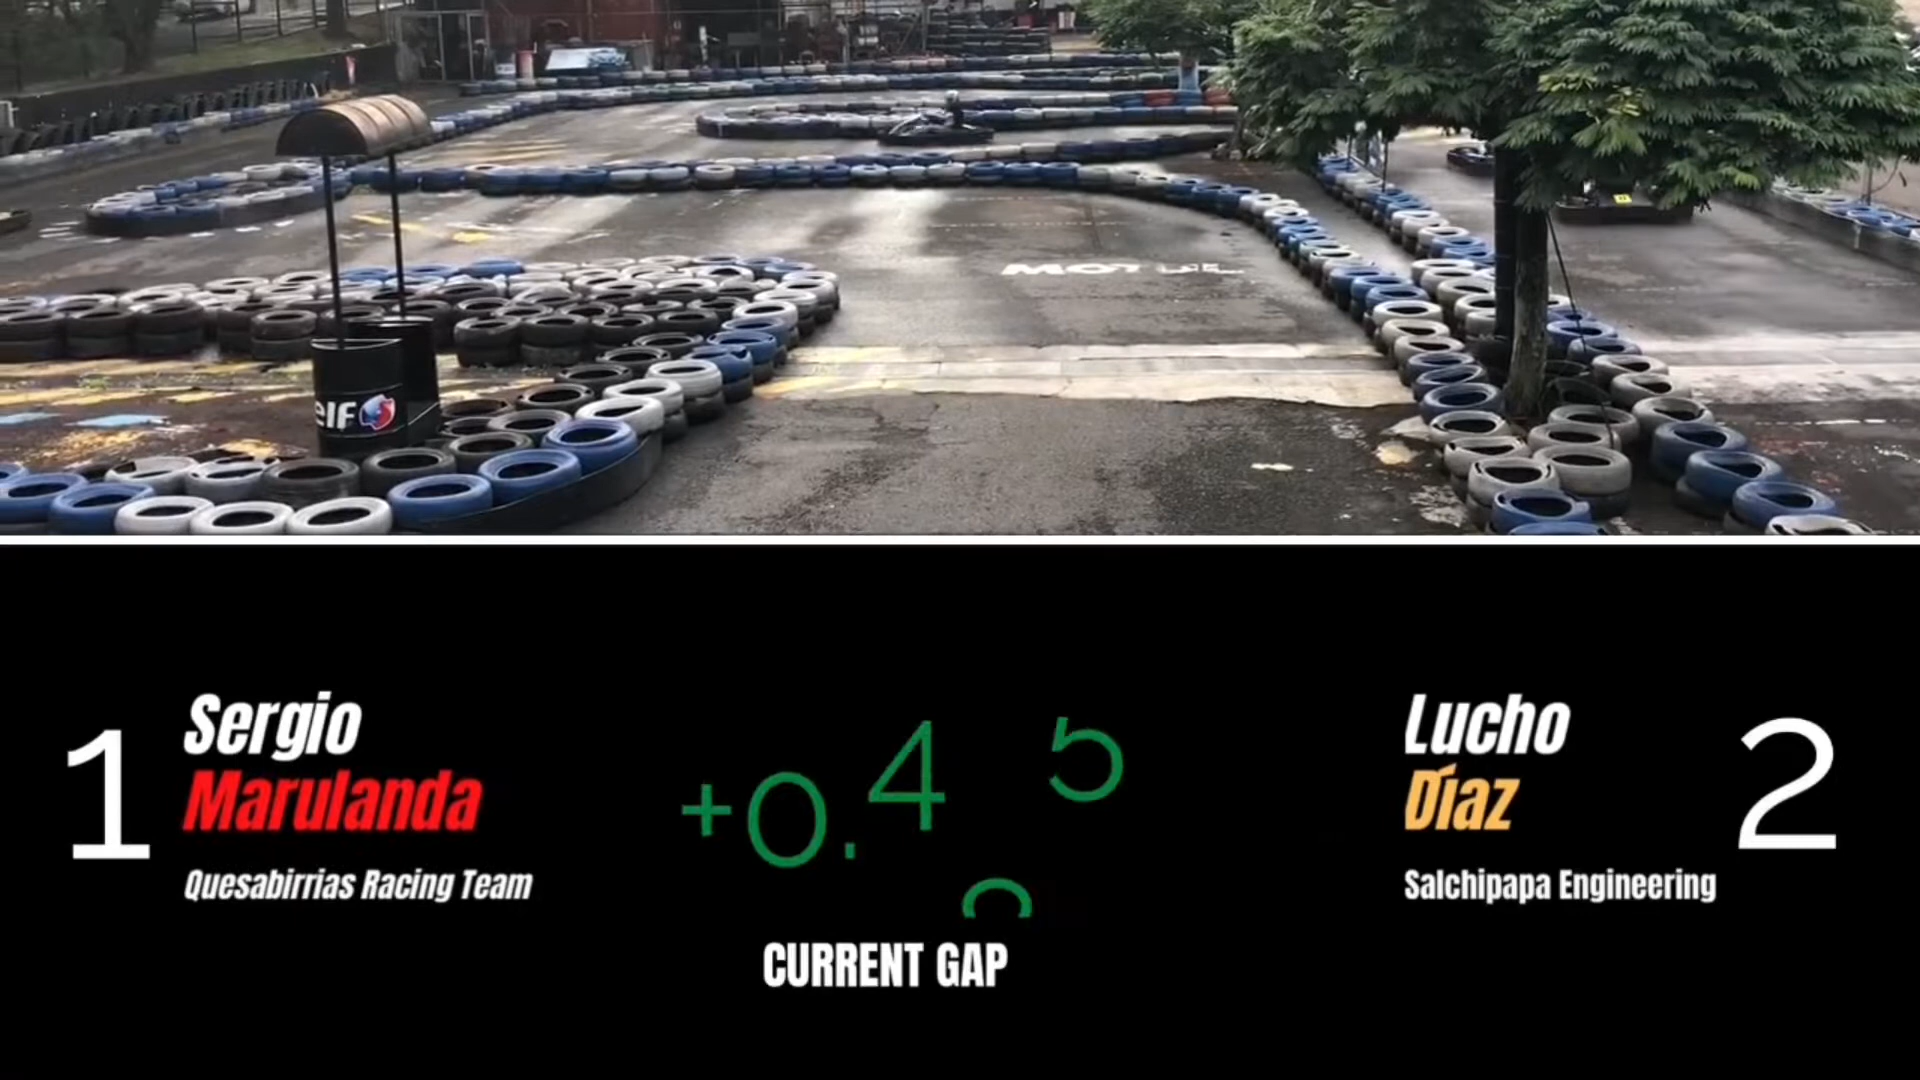 elf
1
Sergio
Marulanda
Quesabirrias Racing Team
+0.4
CURRENT GAP
Lucho
Díaz
Salchipapa Engineering
2